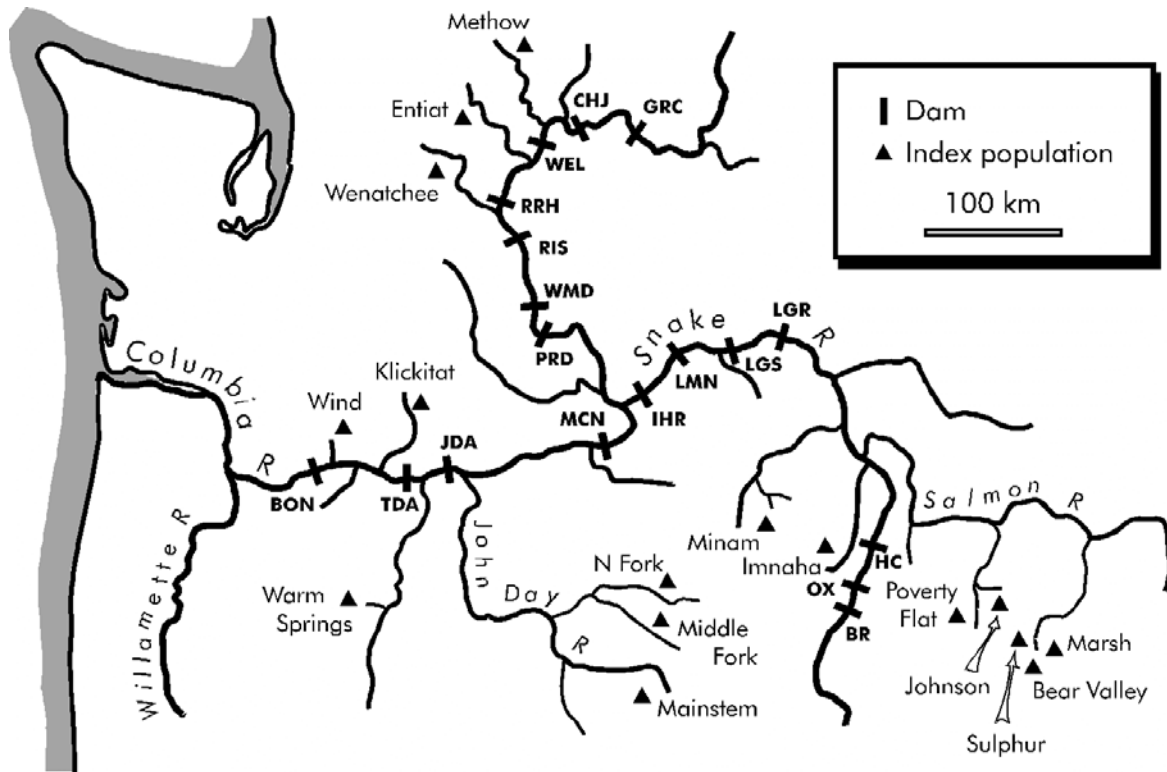 Methow
CHJ
GRC
Entiat
WEL
Wenatchee
RRH
RIS
WMD
PRD
Dam
Index population
100 km
Snake R
LGR
LGS
LMN
IHR
MCN
Columbia R
Klickitat
Wind
JDA
BON
TDA
Willamette R
Warm
Springs
John Day R
N Fork
Middle
Fork
Mainstem
Minam
Imnaha
Salmon R
HC
OX
BR
Poverty
Flat
Johnson
Marsh
Bear Valley
Sulphur